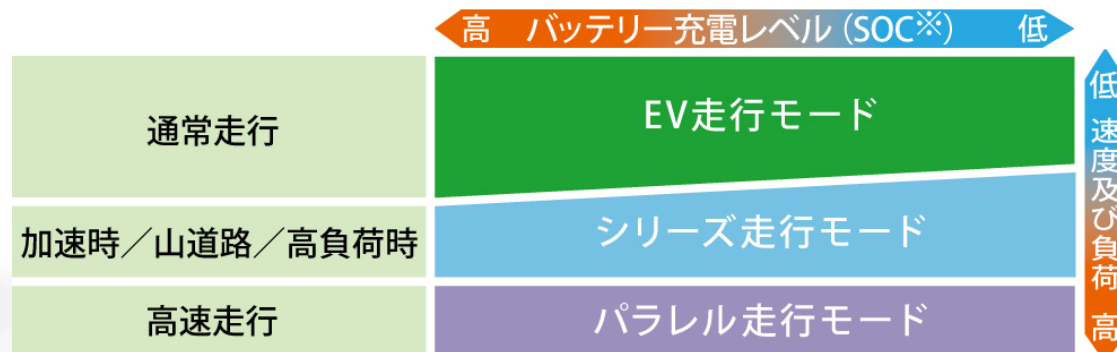 高 バッテリー充電レベル（SOC※） 低
通常走行
EV走行モード
加速時／山道路／高負荷時
シリーズ走行モード
高速走行
パラレル走行モード
低 速度及び負荷 高